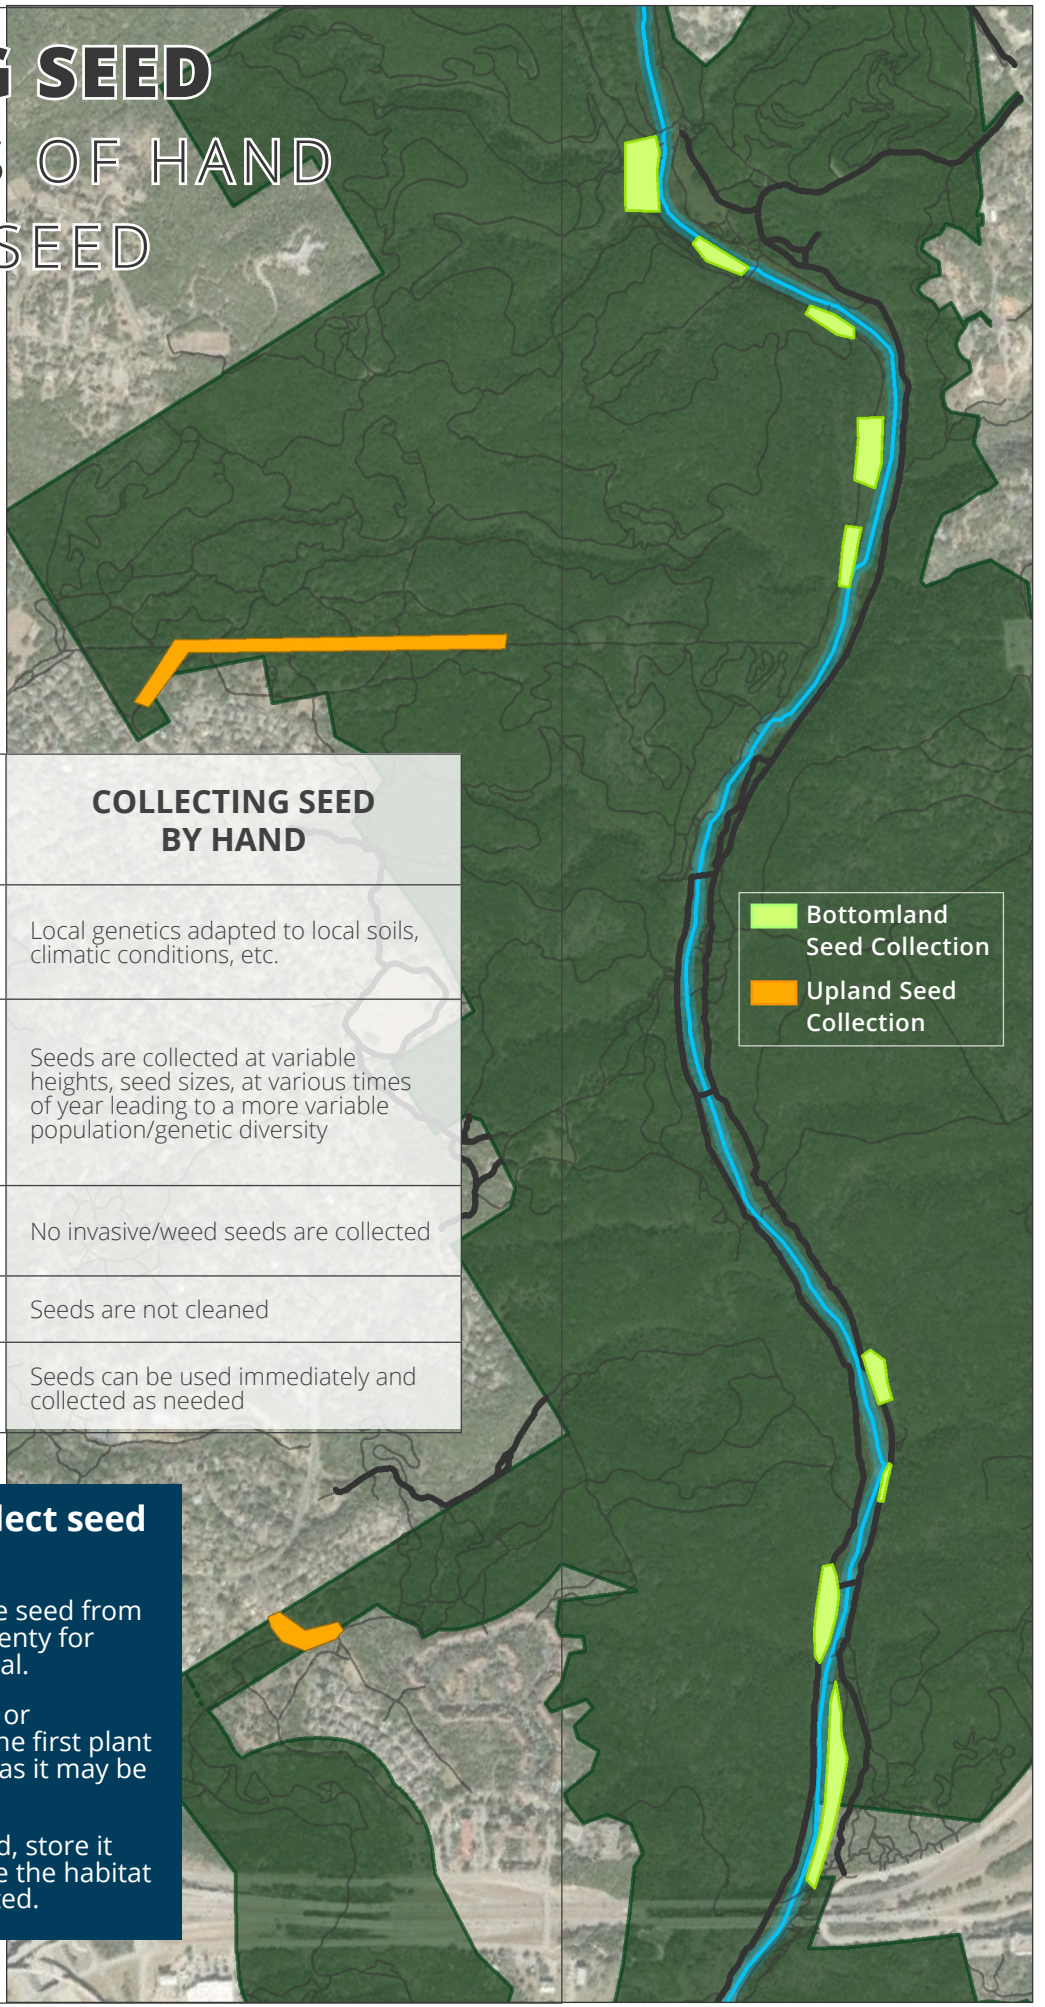 SEED
OF HAND
SEED
COLLECTING SEED
BY HAND
Local genetics adapted to local soils,
climatic conditions, etc.
Seeds are collected at variable
heights, seed sizes, at various times
of year leading to a more variable
population/genetic diversity
No invasive/weed seeds are collected
Seeds are not cleaned
Seeds can be used immediately and
collected as needed
Bottomland
Seed Collection
Upland Seed
Collection
lect seed
e seed from
enty for
al.
or
ne first plant
as it may be
d, store it
e the habitat
ted.